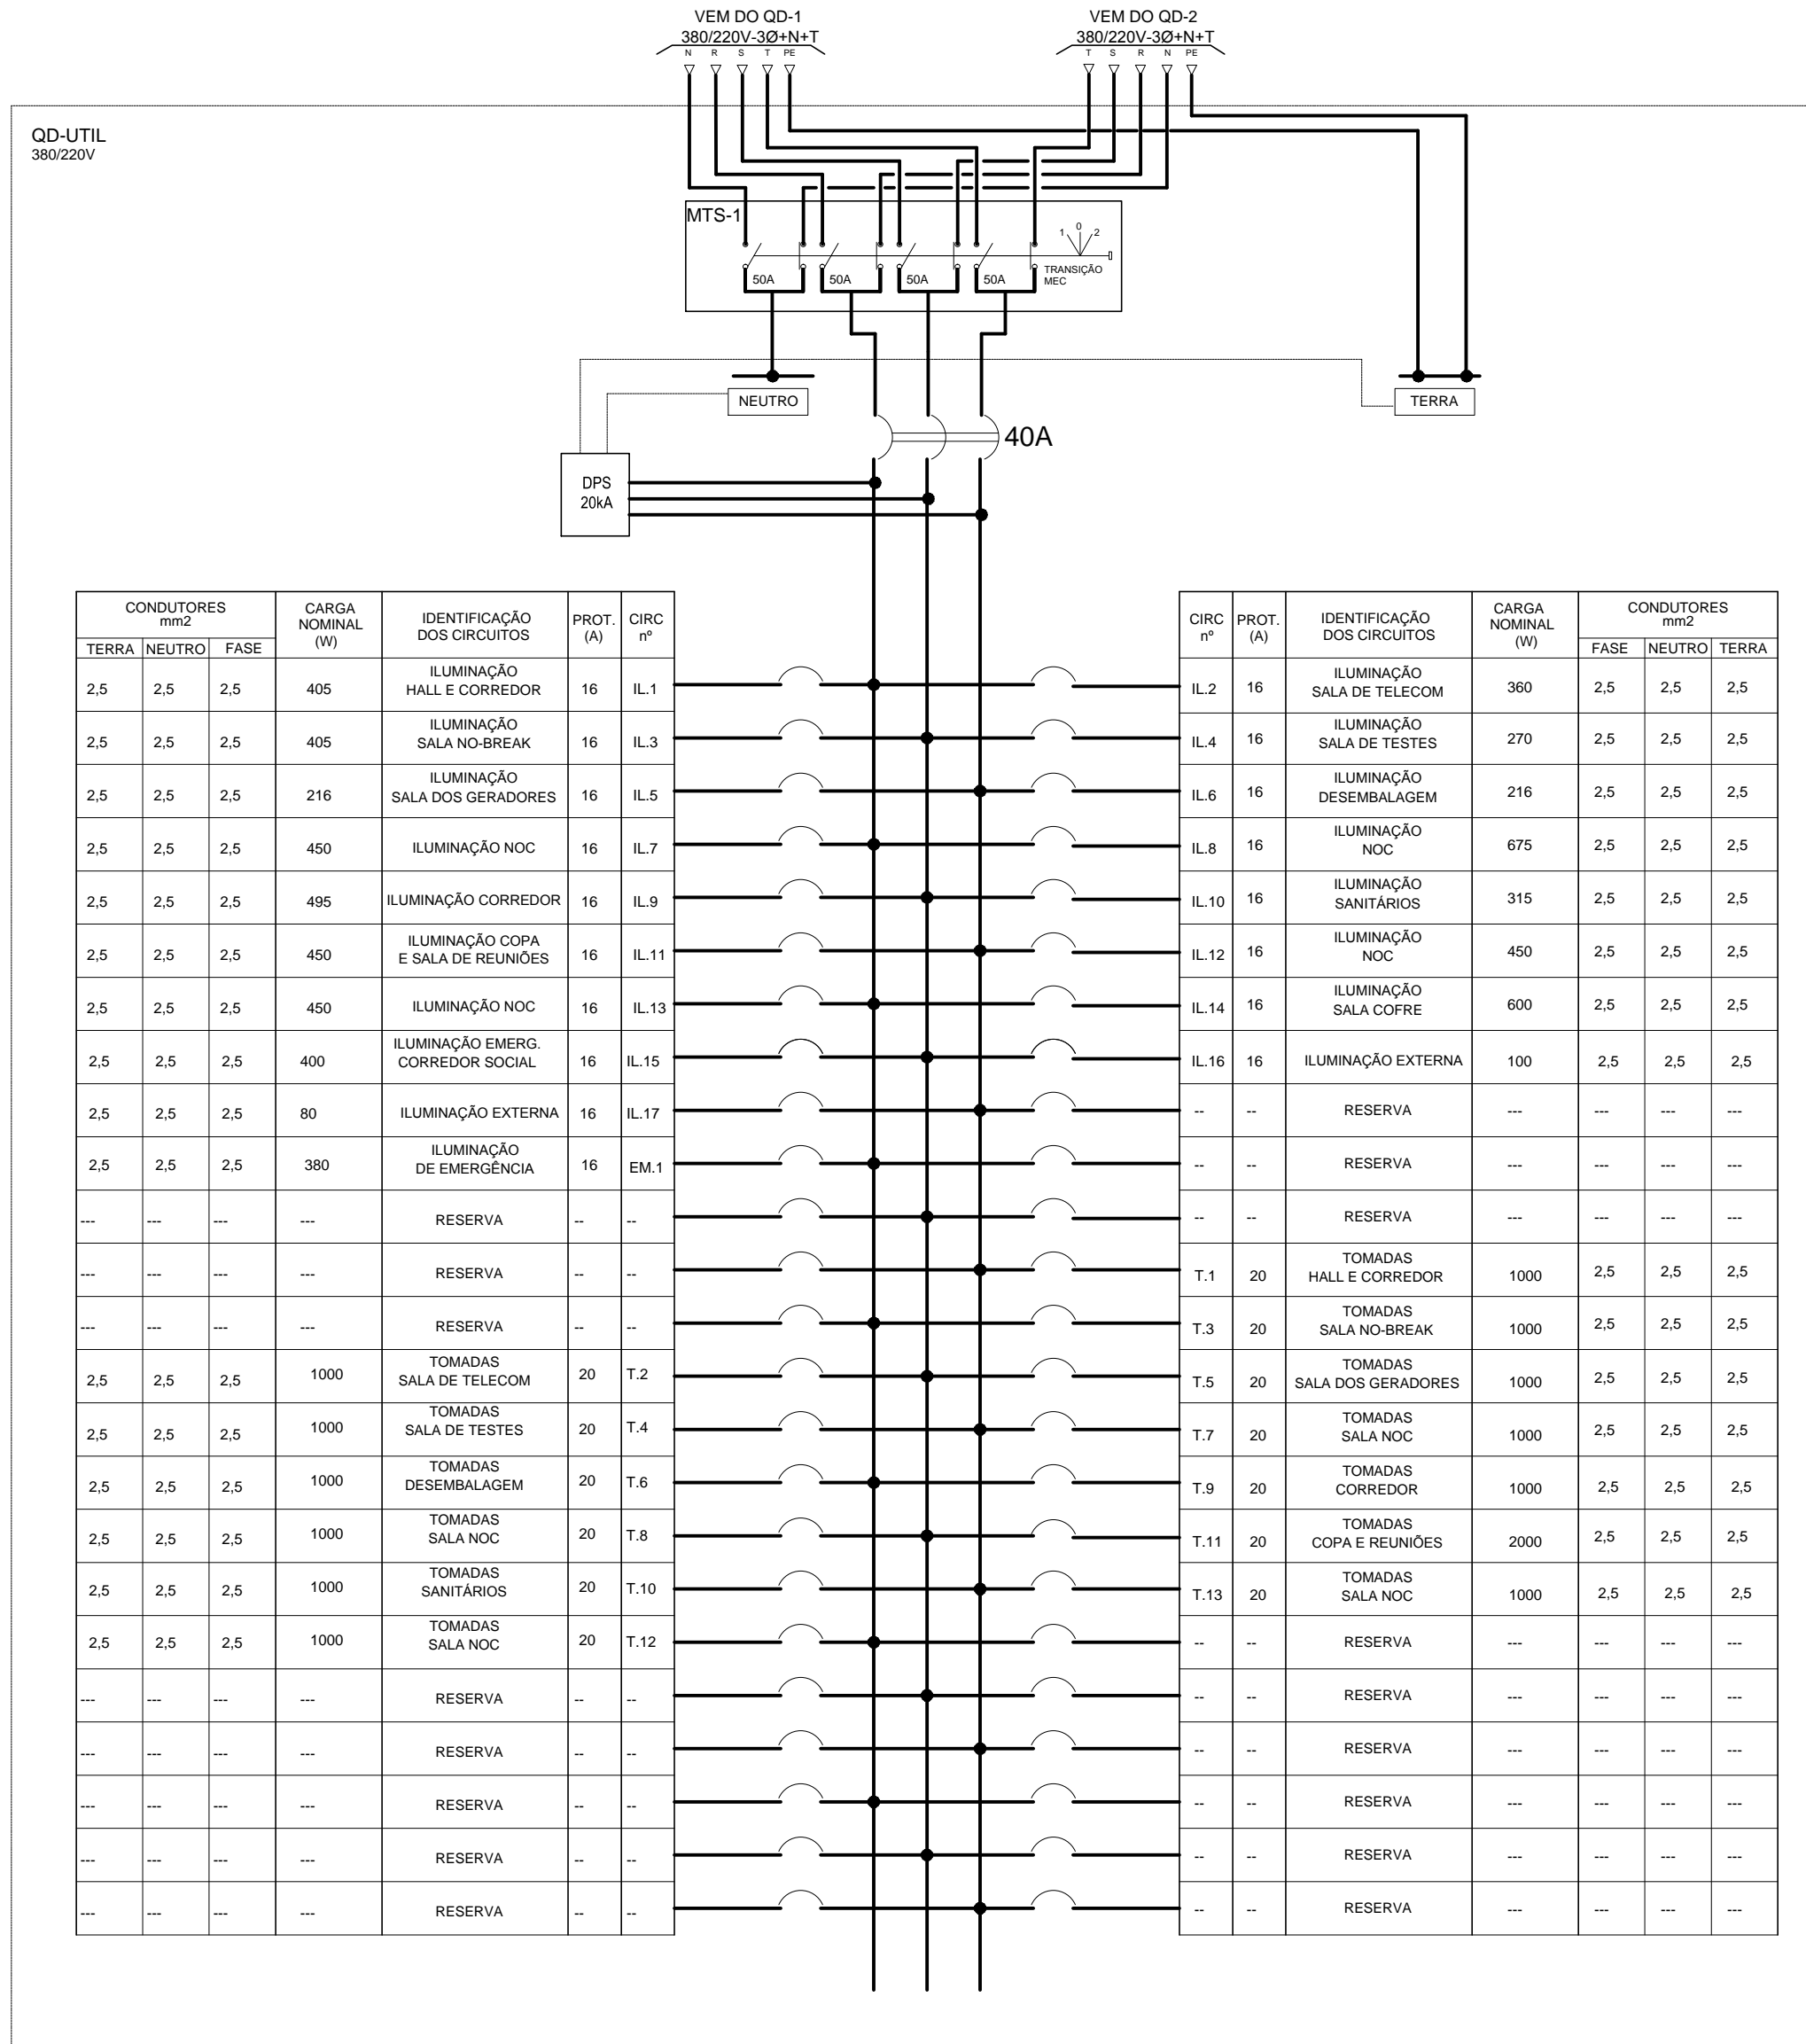 VEM DO QD-1
380/220V-3Ø+N+T
N R S T PE
VEM DO QD-2
380/220V-3Ø+N+T
T S R N PE
QD-UTIL
380/220V
MTS-1
1 0 2
50A 50A 50A 50A
TRANSIÇÃO
MEC
NEUTRO
TERRA
40A
DPS
20kA
CONDUTORES
mm2
TERRA NEUTRO FASE
CARGA
NOMINAL
(W)
IDENTIFICAÇÃO
DOS CIRCUITOS
PROT.
(A)
CIRC
nº
2,5 2,5 2,5 405 ILUMINAÇÃO
HALL E CORREDOR 16 IL.1
2,5 2,5 2,5 405 ILUMINAÇÃO
SALA NO-BREAK 16 IL.3
2,5 2,5 2,5 216 ILUMINAÇÃO
SALA DOS GERADORES 16 IL.5
2,5 2,5 2,5 450 ILUMINAÇÃO NOC 16 IL.7
2,5 2,5 2,5 495 ILUMINAÇÃO CORREDOR 16 IL.9
2,5 2,5 2,5 450 ILUMINAÇÃO COPA
E SALA DE REUNIÕES 16 IL.11
2,5 2,5 2,5 450 ILUMINAÇÃO NOC 16 IL.13
2,5 2,5 2,5 400 ILUMINAÇÃO EMERG.
CORREDOR SOCIAL 16 IL.15
2,5 2,5 2,5 80 ILUMINAÇÃO EXTERNA 16 IL.17
2,5 2,5 2,5 380 ILUMINAÇÃO
DE EMERGÊNCIA 16 EM.1
--- --- --- --- RESERVA -- --
--- --- --- --- RESERVA -- --
--- --- --- --- RESERVA -- --
2,5 2,5 2,5 1000 TOMADAS
SALA DE TELECOM 20 T.2
2,5 2,5 2,5 1000 TOMADAS
SALA DE TESTES 20 T.4
2,5 2,5 2,5 1000 TOMADAS
DESEMBALAGEM 20 T.6
2,5 2,5 2,5 1000 TOMADAS
SALA NOC 20 T.8
2,5 2,5 2,5 1000 TOMADAS
SANITÁRIOS 20 T.10
2,5 2,5 2,5 1000 TOMADAS
SALA NOC 20 T.12
--- --- --- --- RESERVA -- --
--- --- --- --- RESERVA -- --
--- --- --- --- RESERVA -- --
--- --- --- --- RESERVA -- --
--- --- --- --- RESERVA -- --
CIRC
nº
PROT.
(A)
IDENTIFICAÇÃO
DOS CIRCUITOS
CARGA
NOMINAL
(W)
CONDUTORES
mm2
FASE NEUTRO TERRA
IL.2 16 ILUMINAÇÃO
SALA DE TELECOM 360 2,5 2,5 2,5
IL.4 16 ILUMINAÇÃO
SALA DE TESTES 270 2,5 2,5 2,5
IL.6 16 ILUMINAÇÃO
DESEMBALAGEM 216 2,5 2,5 2,5
IL.8 16 ILUMINAÇÃO
NOC 675 2,5 2,5 2,5
IL.10 16 ILUMINAÇÃO
SANITÁRIOS 315 2,5 2,5 2,5
IL.12 16 ILUMINAÇÃO
NOC 450 2,5 2,5 2,5
IL.14 16 ILUMINAÇÃO
SALA COFRE 600 2,5 2,5 2,5
IL.16 16 ILUMINAÇÃO EXTERNA 100 2,5 2,5 2,5
-- -- RESERVA --- --- --- ---
-- -- RESERVA --- --- --- ---
-- -- RESERVA --- --- --- ---
T.1 20 TOMADAS
HALL E CORREDOR 1000 2,5 2,5 2,5
T.3 20 TOMADAS
SALA NO-BREAK 1000 2,5 2,5 2,5
T.5 20 TOMADAS
SALA DOS GERADORES 1000 2,5 2,5 2,5
T.7 20 TOMADAS
SALA NOC 1000 2,5 2,5 2,5
T.9 20 TOMADAS
CORREDOR 1000 2,5 2,5 2,5
T.11 20 TOMADAS
COPA E REUNIÕES 2000 2,5 2,5 2,5
T.13 20 TOMADAS
SALA NOC 1000 2,5 2,5 2,5
-- -- RESERVA --- --- --- ---
-- -- RESERVA --- --- --- ---
-- -- RESERVA --- --- --- ---
-- -- RESERVA --- --- --- ---
-- -- RESERVA --- --- --- ---
-- -- RESERVA --- --- --- ---